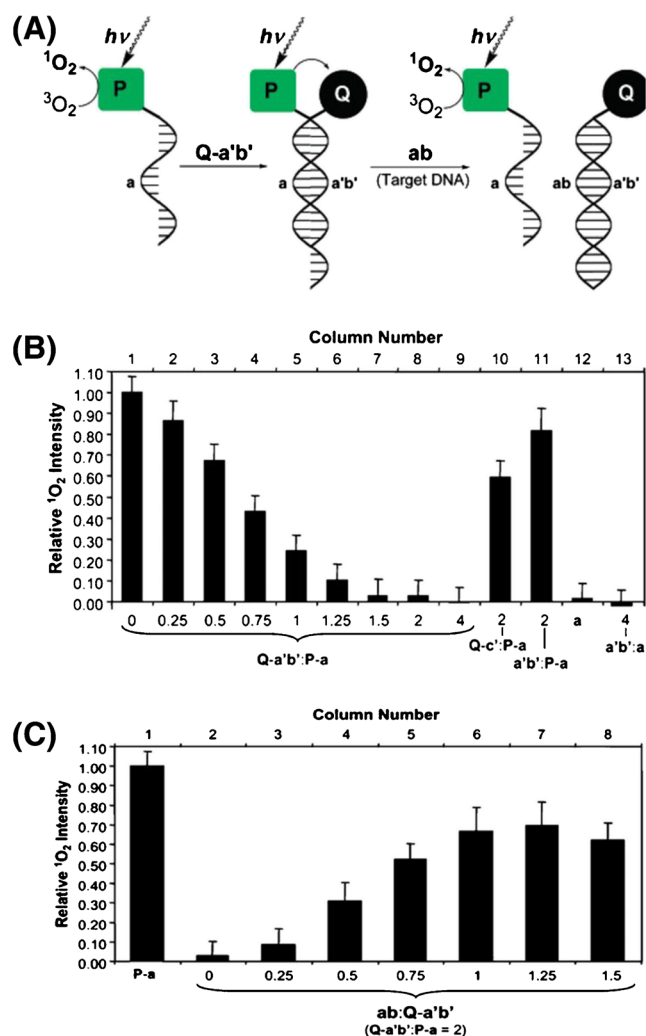 (A)
hν hν hν
¹O₂ P P Q ¹O₂ P Q
³O₂ ³O₂
Q-a'b' ab
a a a'b' (Target DNA) a ab a'b'
(B)
Column Number
1 2 3 4 5 6 7 8 9 10 11 12 13
Relative ¹O₂ Intensity
1.10
1.00
0.90
0.80
0.70
0.60
0.50
0.40
0.30
0.20
0.10
0.00
0 0.25 0.5 0.75 1 1.25 1.5 2 4 2 2 a 4
Q-c':P-a a'b':a
Q-a'b':P-a a'b':P-a
(C)
Column Number
1 2 3 4 5 6 7 8
Relative ¹O₂ Intensity
1.10
1.00
0.90
0.80
0.70
0.60
0.50
0.40
0.30
0.20
0.10
0.00
P-a 0 0.25 0.5 0.75 1 1.25 1.5
ab:Q-a'b'
(Q-a'b':P-a = 2)